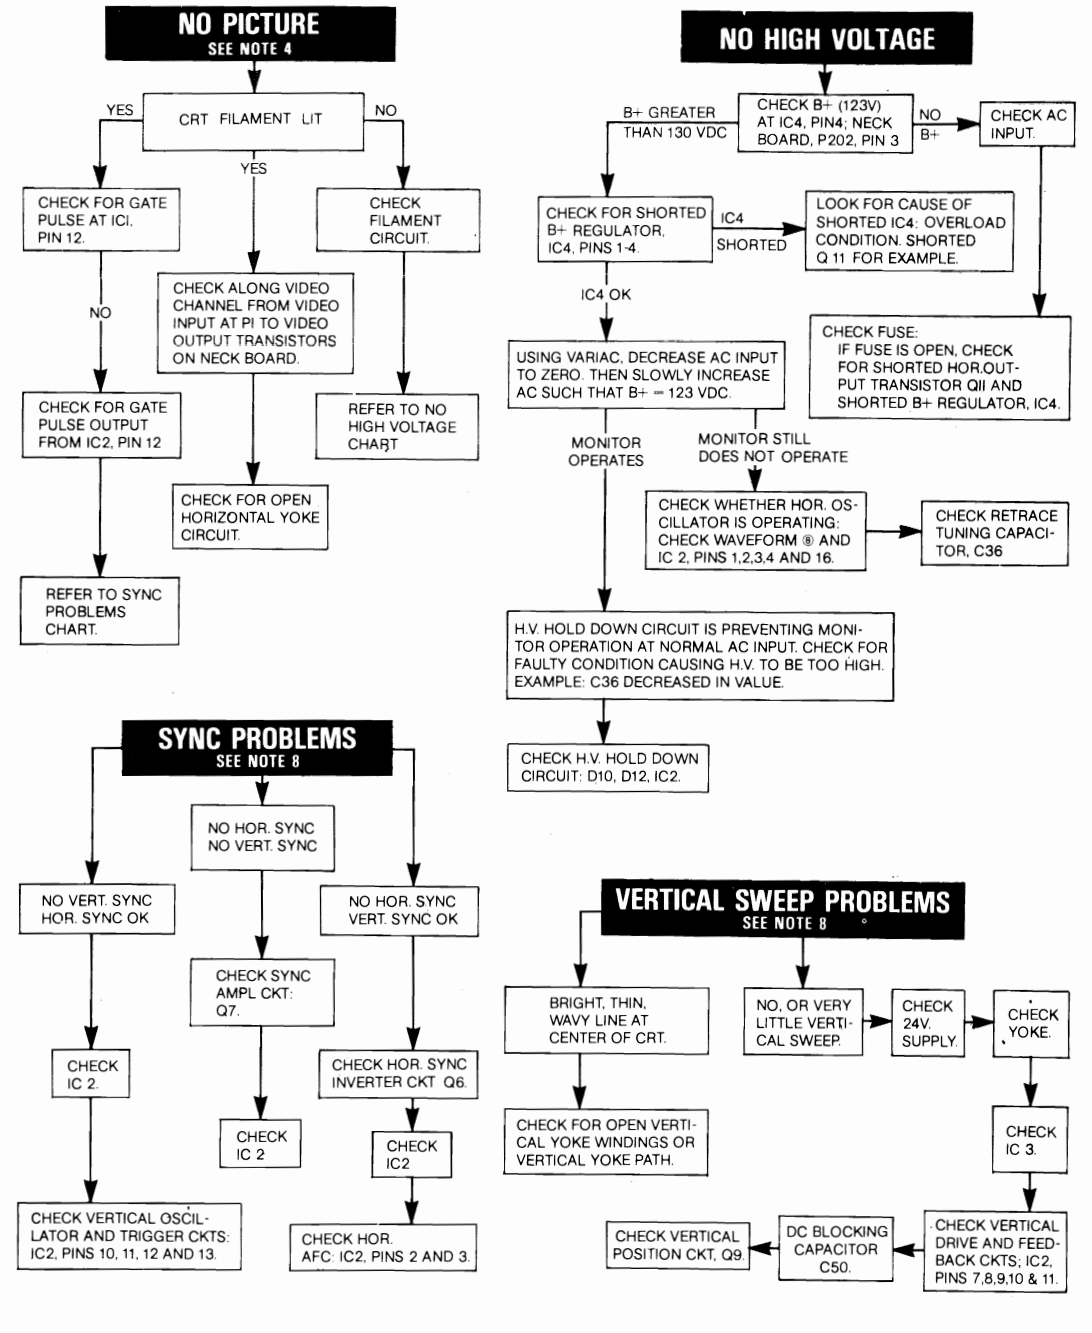 NO PICTURE
SEE NOTE 4
YES
CRT FILAMENT LIT
NO
YES
CHECK FOR GATE
PULSE AT ICI,
PIN 12.
CHECK
FILAMENT
CIRCUIT.
NO
CHECK ALONG VIDEO
CHANNEL FROM VIDEO
INPUT AT PI TO VIDEO
OUTPUT TRANSISTORS
ON NECK BOARD.
CHECK FOR GATE
PULSE OUTPUT
FROM IC2, PIN 12
REFER TO NO
HIGH VOLTAGE
CHART
CHECK FOR OPEN
HORIZONTAL YOKE
CIRCUIT.
REFER TO SYNC
PROBLEMS
CHART.
NO HIGH VOLTAGE
B+ GREATER
THAN 130 VDC
CHECK B+ (123V)
AT IC4, PIN4; NECK
BOARD, P202, PIN 3
NO
B+
CHECK AC
INPUT.
CHECK FOR SHORTED
B+ REGULATOR,
IC4, PINS 1-4.
IC4
SHORTED
LOOK FOR CAUSE OF
SHORTED IC4: OVERLOAD
CONDITION. SHORTED
Q 11 FOR EXAMPLE.
IC4 OK
CHECK FUSE:
IF FUSE IS OPEN, CHECK
FOR SHORTED HOR.OUT-
PUT TRANSISTOR QII AND
SHORTED B+ REGULATOR, IC4.
USING VARIAC, DECREASE AC INPUT
TO ZERO. THEN SLOWLY INCREASE
AC SUCH THAT B+ = 123 VDC.
MONITOR
OPERATES
MONITOR STILL
DOES NOT OPERATE
CHECK WHETHER HOR. OS-
CILLATOR IS OPERATING:
CHECK WAVEFORM ⑧ AND
IC 2, PINS 1,2,3,4 AND 16.
CHECK RETRACE
TUNING CAPACI-
TOR, C36
H.V. HOLD DOWN CIRCUIT IS PREVENTING MONI-
TOR OPERATION AT NORMAL AC INPUT. CHECK FOR
FAULTY CONDITION CAUSING H.V. TO BE TOO HIGH.
EXAMPLE: C36 DECREASED IN VALUE.
CHECK H.V. HOLD DOWN
CIRCUIT: D10, D12, IC2.
SYNC PROBLEMS
SEE NOTE 8
NO HOR. SYNC
NO VERT. SYNC
NO VERT. SYNC
HOR. SYNC OK
NO HOR. SYNC
VERT. SYNC OK
CHECK SYNC
AMPL CKT:
Q7.
CHECK
IC 2.
CHECK HOR. SYNC
INVERTER CKT Q6.
CHECK
IC 2
CHECK
IC2
CHECK VERTICAL OSCIL-
LATOR AND TRIGGER CKTS:
IC2, PINS 10, 11, 12 AND 13.
CHECK HOR.
AFC: IC2, PINS 2 AND 3.
VERTICAL SWEEP PROBLEMS
SEE NOTE 8
BRIGHT, THIN,
WAVY LINE AT
CENTER OF CRT.
NO, OR VERY
LITTLE VERTI-
CAL SWEEP.
CHECK
24V.
SUPPLY.
CHECK
YOKE.
CHECK FOR OPEN VERTI-
CAL YOKE WINDINGS OR
VERTICAL YOKE PATH.
CHECK
IC 3.
CHECK VERTICAL
POSITION CKT, Q9.
DC BLOCKING
CAPACITOR
C50.
CHECK VERTICAL
DRIVE AND FEED-
BACK CKTS; IC2,
PINS 7,8,9,10 & 11.